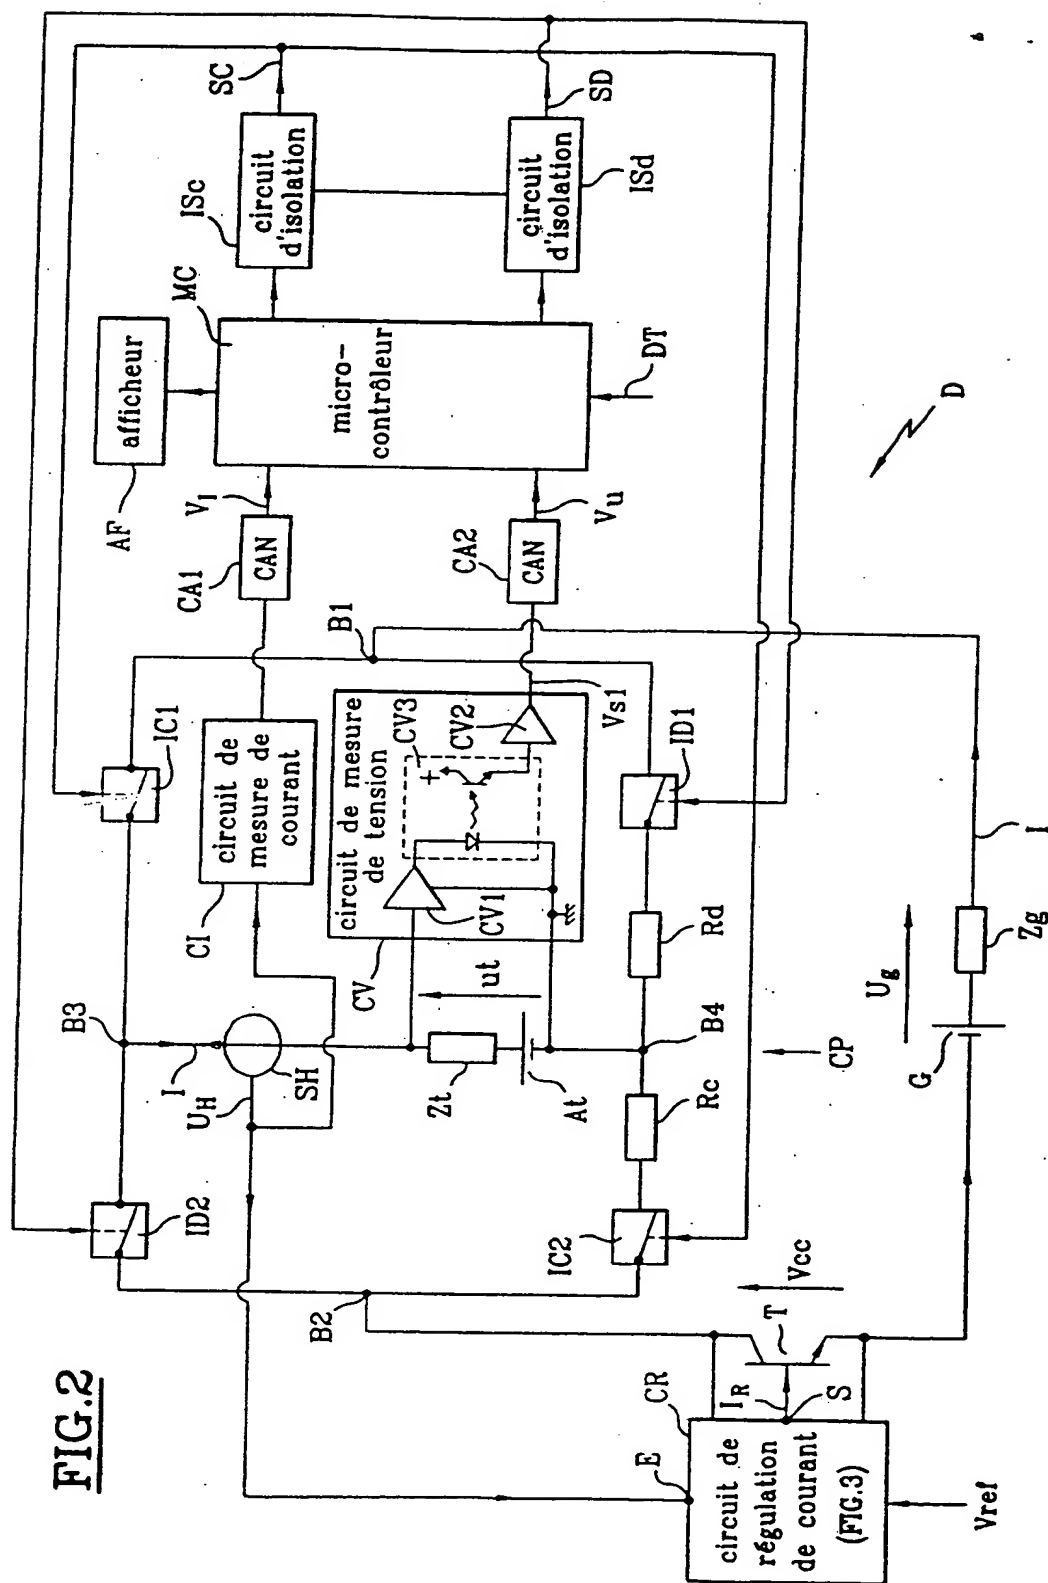 FIG.2
SC
SD
ISc
circuit
d'isolation
circuit
d'isolation
ISd
MC
afficheur
AF
micro-
contrôleur
DT
D
VI
Vu
CA1
CAN
CA2
CAN
B1
Vs1
IC1
circuit de
mesure de
courant
CI
circuit de mesure
de tension
CV3
+
CV2
CV1
CV
ID1
B3
I
UH
SH
ut
Zt
At
Rd
B4
Rc
CP
ID2
IC2
B2
Ug
G
Zg
I
Vcc
T
IR
S
CR
E
circuit de
régulation
de courant
(FIG.3)
Vref